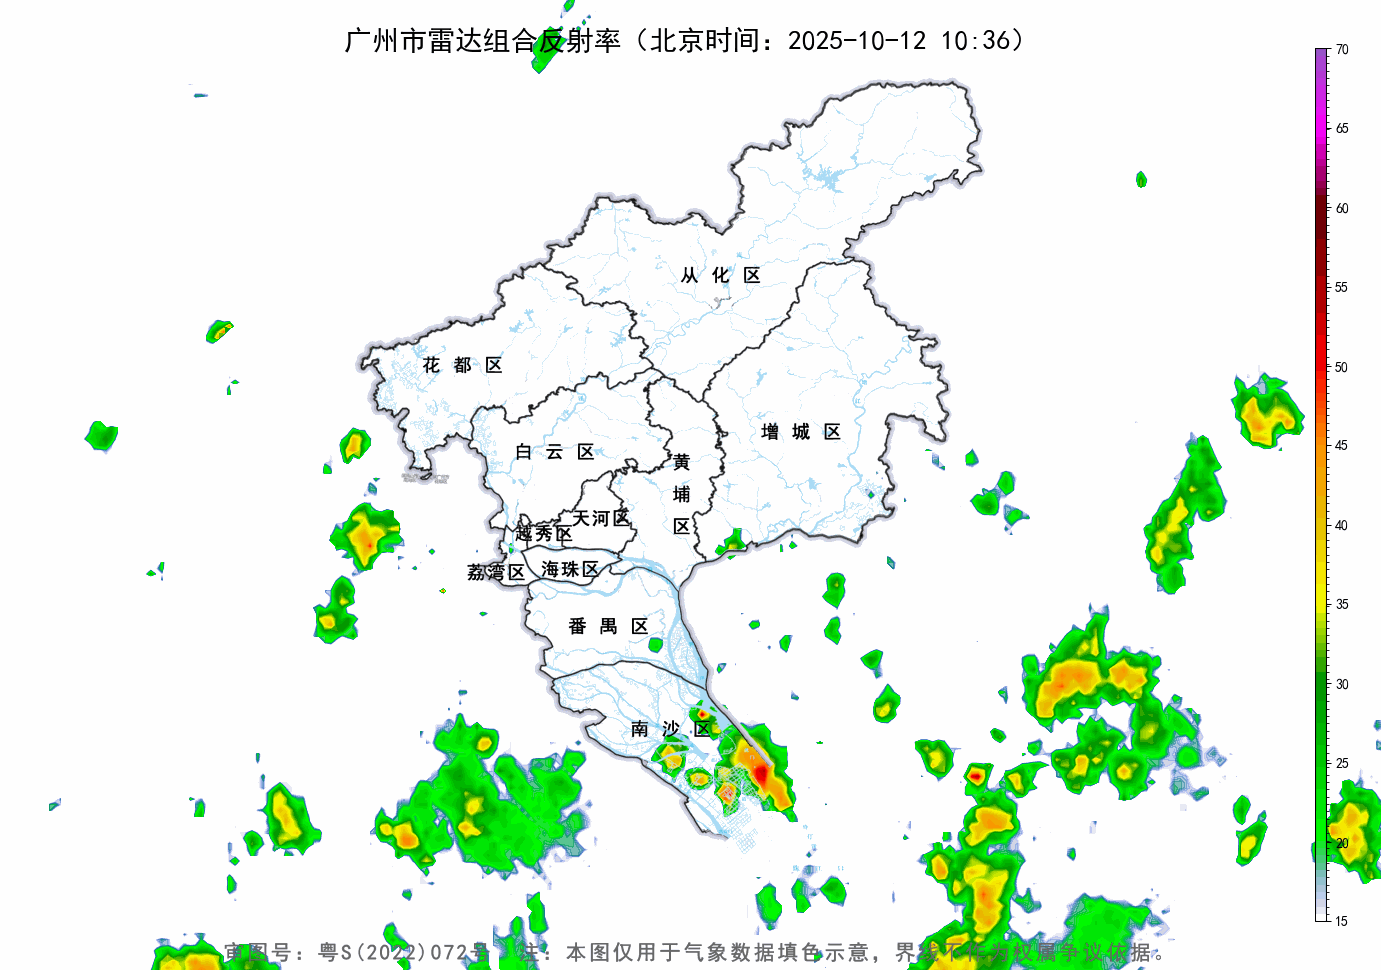 广州市雷达组合反射率（北京时间：2025-10-12 10:36）
70
65
60
55
50
45
40
35
30
25
20
15
从化区
花都区
增城区
白云区
黄埔区
天河区
越秀区
荔湾区
海珠区
番禺区
南沙区
审图号：粤S(2022)072号 注：本图仅用于气象数据填色示意，界线不作为权属争议依据。